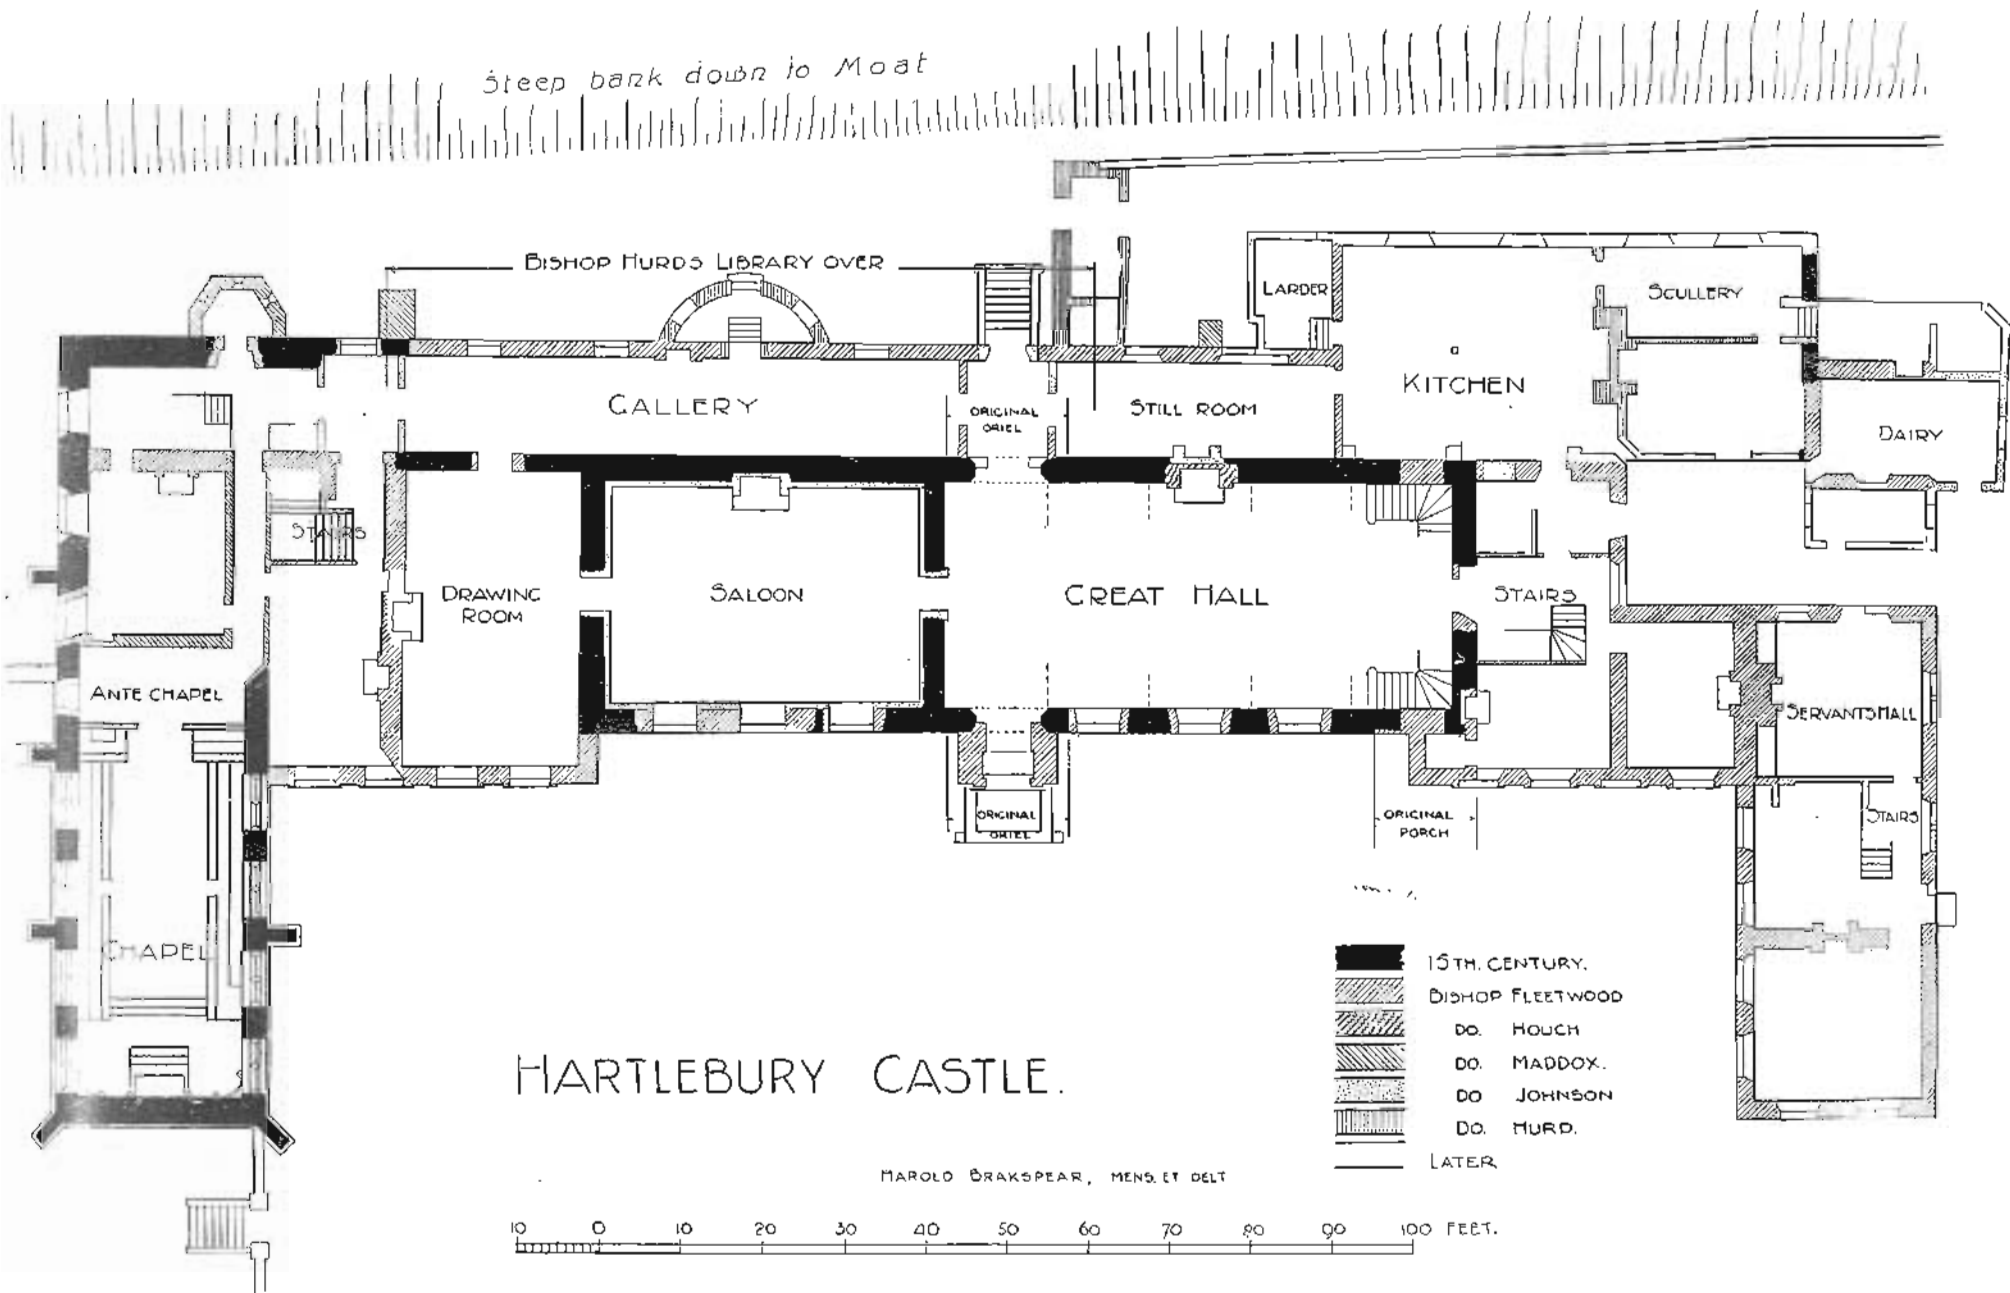 Steep bank down to Moat
BISHOP HURDS LIBRARY OVER
LARDER
SCULLERY
KITCHEN
GALLERY
ORIGINAL
ORIEL
STILL ROOM
DAIRY
STAIRS
DRAWING
ROOM
SALOON
GREAT HALL
STAIRS
ANTE CHAPEL
SERVANTS HALL
ORIGINAL
ORIEL
ORIGINAL
PORCH
STAIRS
CHAPEL
15TH. CENTURY.
BISHOP FLEETWOOD
DO. HOUGH
DO. MADDOX.
DO JOHNSON
DO. HURD.
LATER
HARTLEBURY CASTLE.
HAROLD BRAKSPEAR, MENS. ET DELT
10 0 10 20 30 40 50 60 70 80 90 100 FEET.